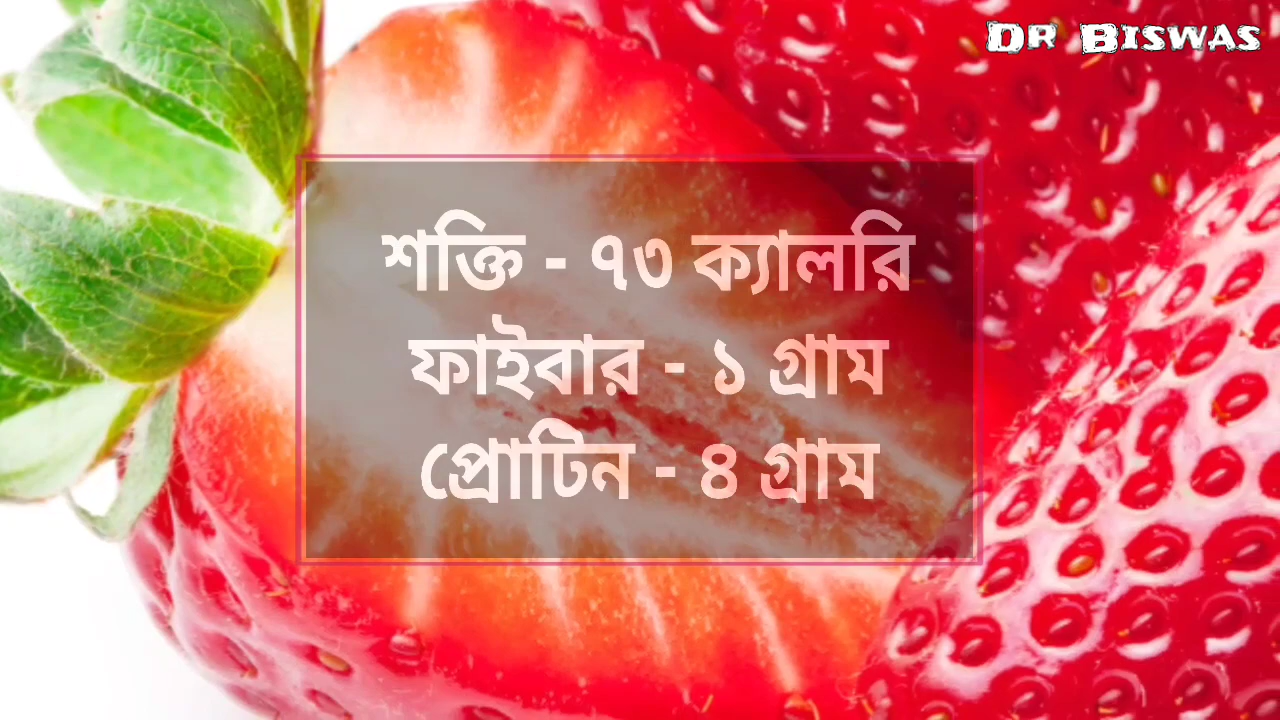 Dr Biswas
শক্তি - ৭৩ ক্যালরি
ফাইবার - ১ গ্রাম
প্রোটিন - ৪ গ্রাম